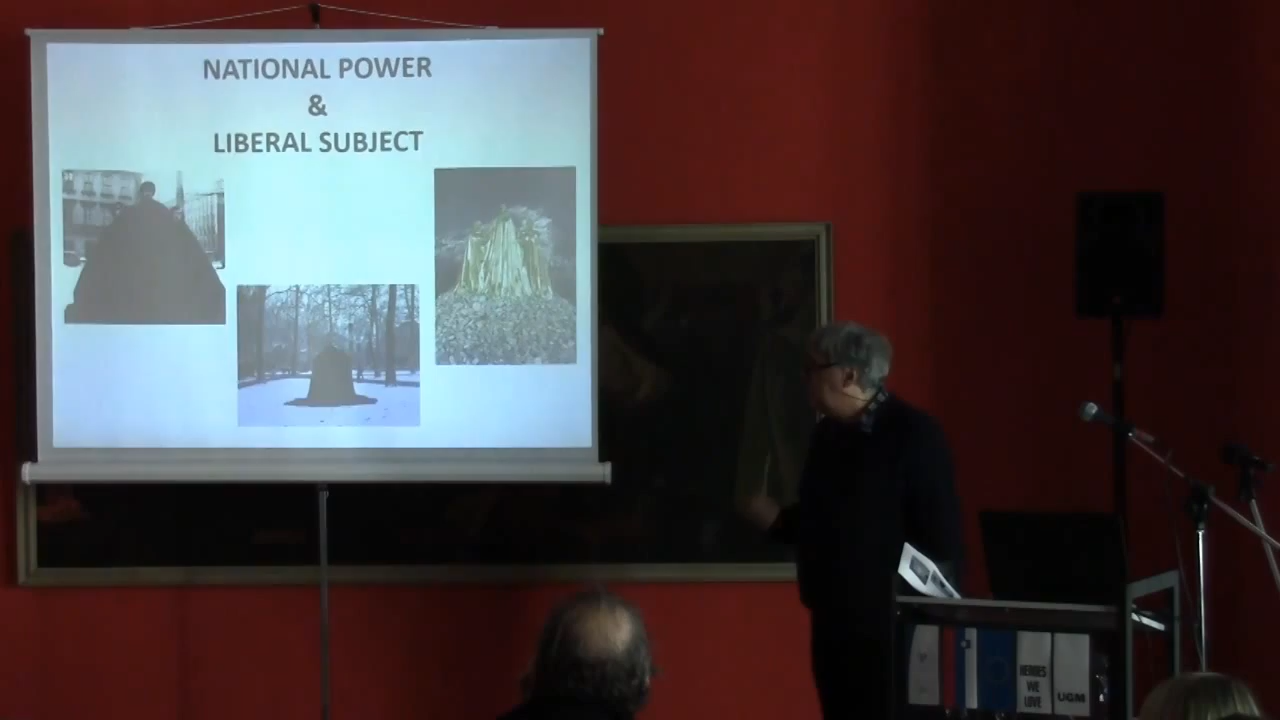 NATIONAL POWER
&
LIBERAL SUBJECT
HEROES
WE
LOVE
UGM